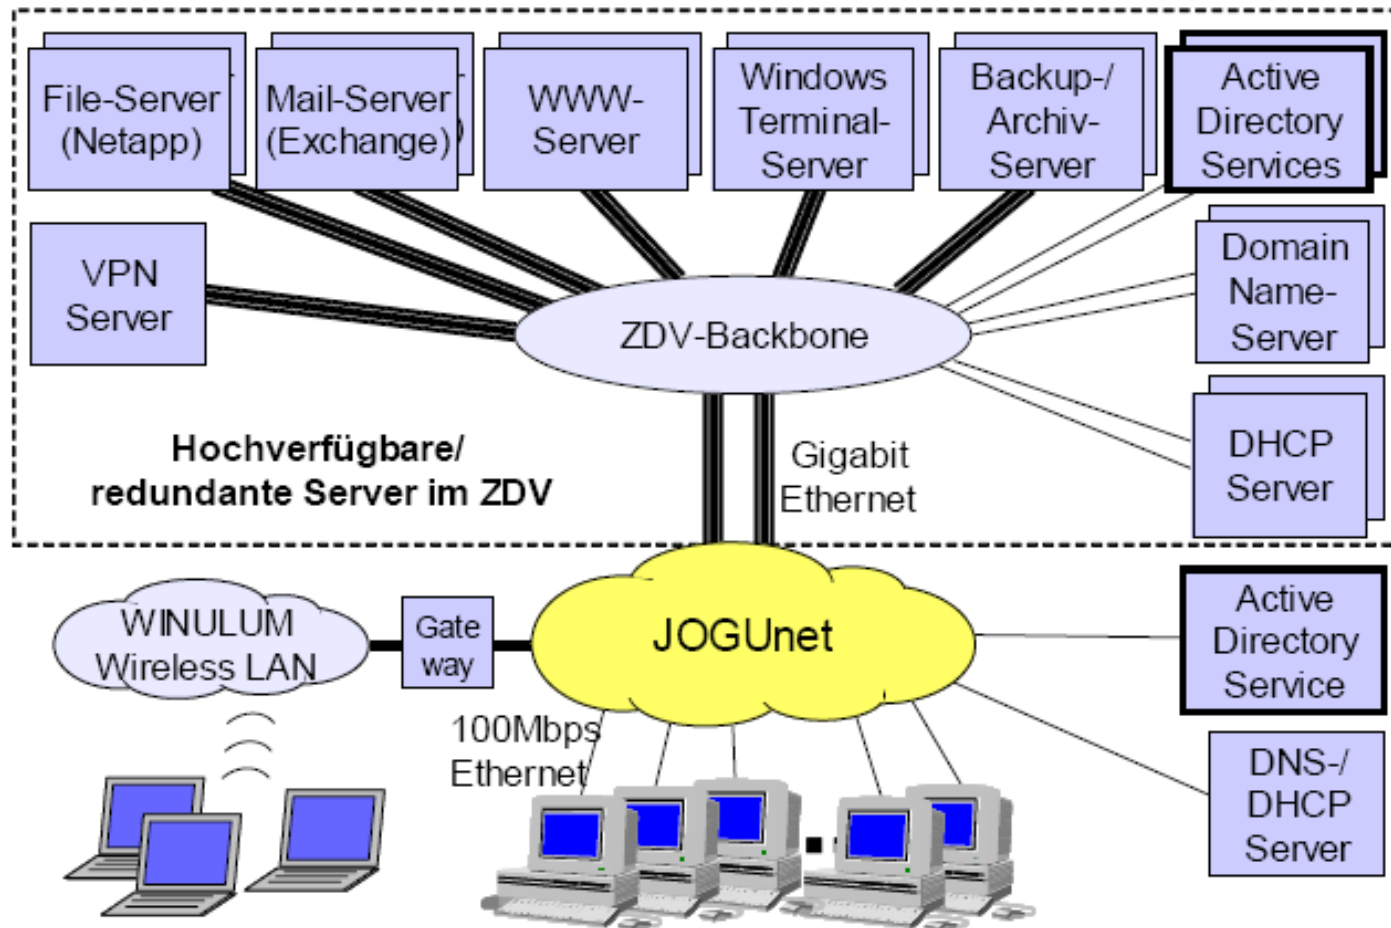 File-Server
(Netapp)
Mail-Server
(Exchange)
WWW-
Server
Windows
Terminal-
Server
Backup-/
Archiv-
Server
Active
Directory
Services
VPN
Server
ZDV-Backbone
Domain
Name-
Server
Hochverfügbare/
redundante Server im ZDV
Gigabit
Ethernet
DHCP
Server
WINULUM
Wireless LAN
Gate
way
JOGUnet
Active
Directory
Service
100Mbps
Ethernet
DNS-/
DHCP
Server